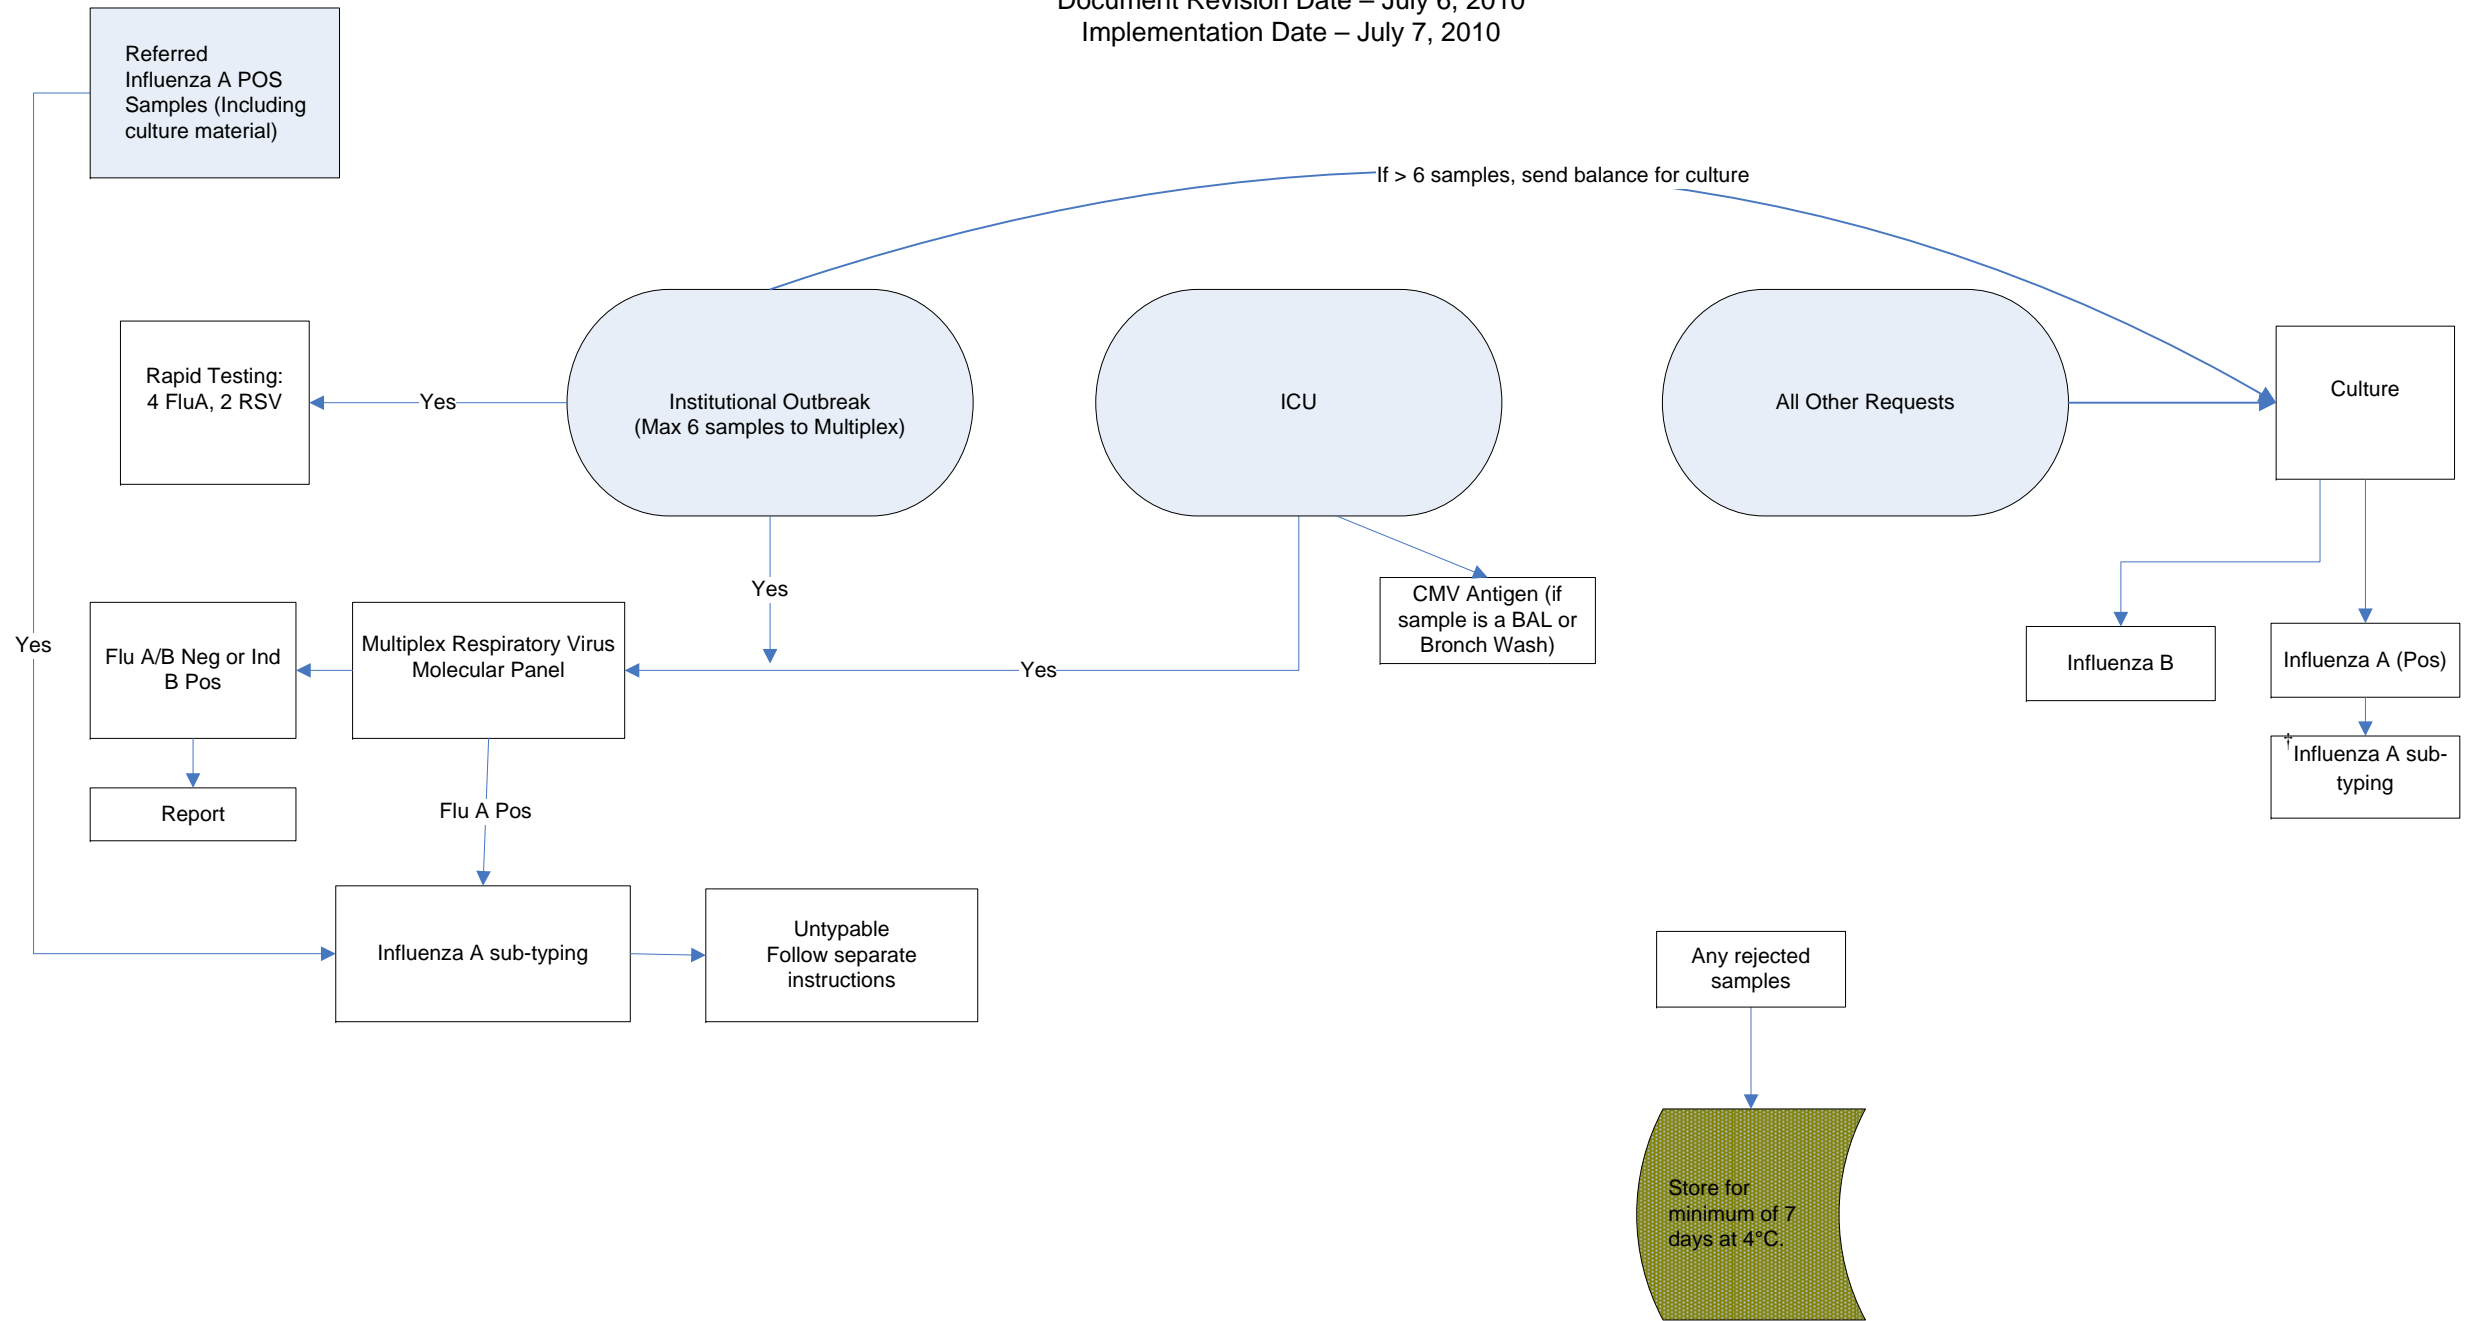 Document Revision Date – July 6, 2010
Implementation Date – July 7, 2010
Referred
Influenza A POS
Samples (Including
culture material)
If > 6 samples, send balance for culture
Rapid Testing:
4 FluA, 2 RSV
Yes
Institutional Outbreak
(Max 6 samples to Multiplex)
ICU
All Other Requests
Culture
Yes
CMV Antigen (if
sample is a BAL or
Bronch Wash)
Yes
Flu A/B Neg or Ind
B Pos
Multiplex Respiratory Virus
Molecular Panel
Yes
Influenza B
Influenza A (Pos)
†Influenza A sub-
typing
Report
Flu A Pos
Influenza A sub-typing
Untypable
Follow separate
instructions
Any rejected
samples
Store for
minimum of 7
days at 4°C.